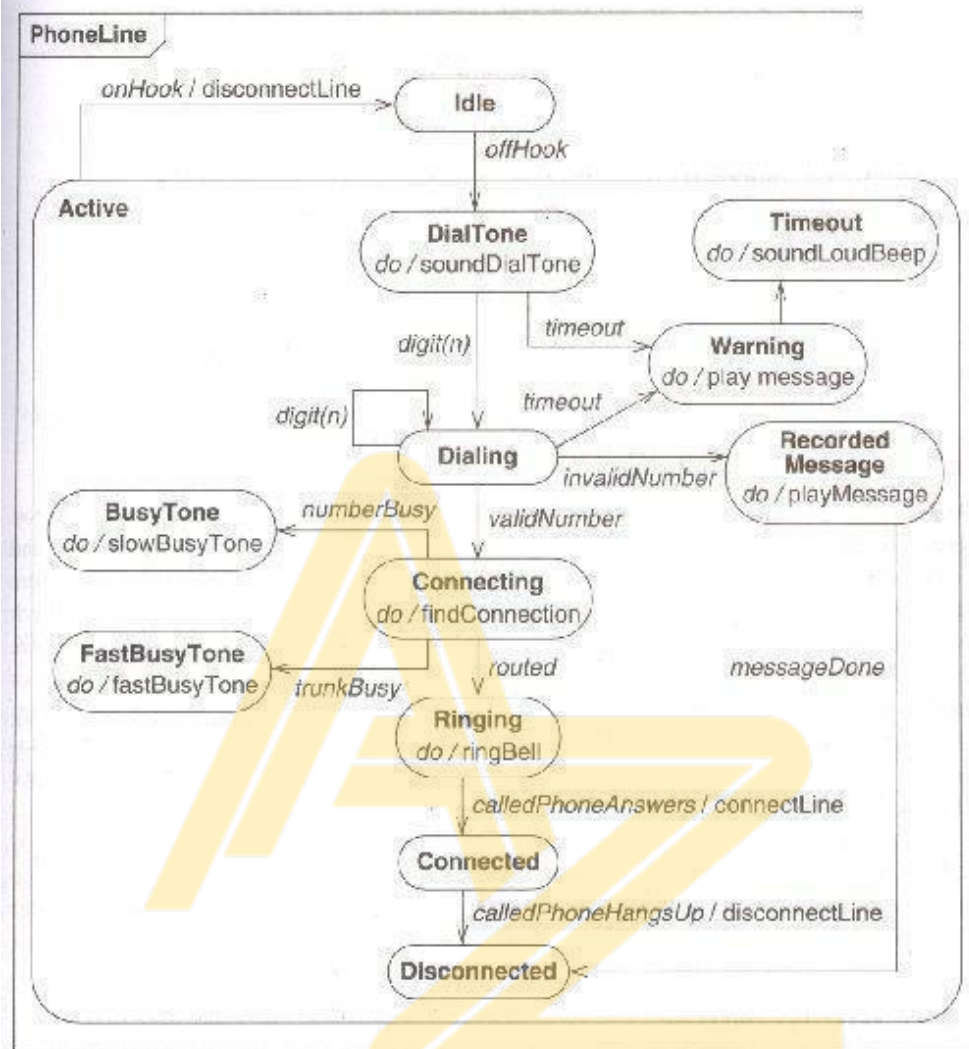 PhoneLine
onHook / disconnectLine
Idle
offHook
Active
DialTone
do / soundDialTone
Timeout
do / soundLoudBeep
digit(n)
timeout
Warning
do / play message
digit(n)
timeout
Dialing
invalidNumber
Recorded
Message
do / playMessage
BusyTone
do / slowBusyTone
numberBusy
validNumber
Connecting
do / findConnection
FastBusyTone
do / fastBusyTone
trunkBusy
routed
messageDone
Ringing
do / ringBell
calledPhoneAnswers / connectLine
Connected
calledPhoneHangsUp / disconnectLine
Disconnected